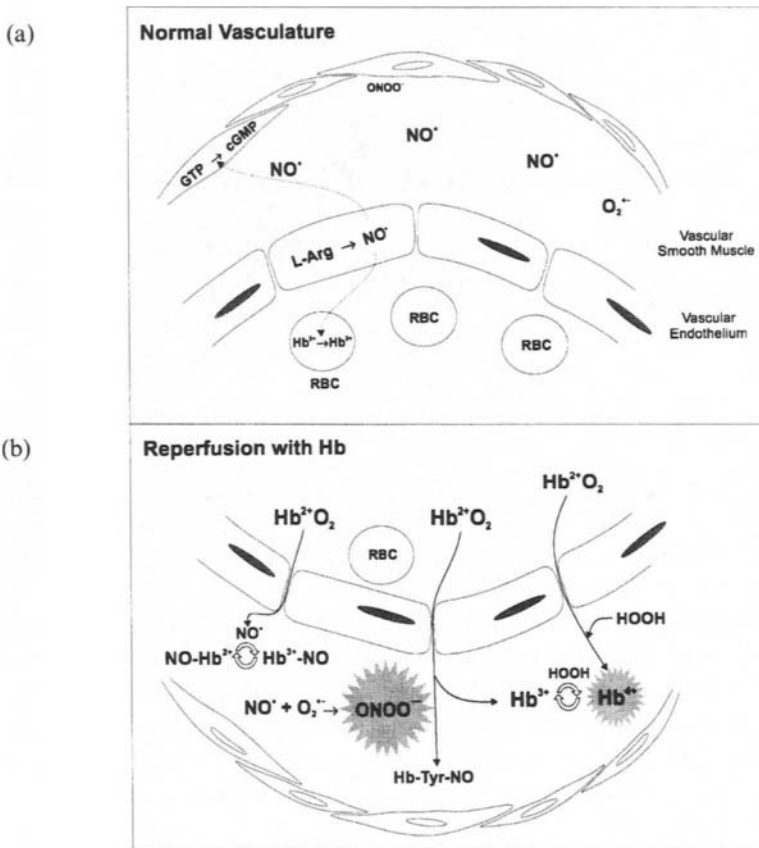 (a)
Normal Vasculature
ONOO⁻
GTP → cGMP
NO•
NO•
NO•
O₂•⁻
L-Arg → NO•
Vascular
Smooth Muscle
RBC
RBC
Vascular
Endothelium
RBC
(b)
Reperfusion with Hb
Hb²⁺O₂
Hb²⁺O₂
Hb²⁺O₂
RBC
HOOH
NO•
NO-Hb²⁺ Hb³⁺-NO
HOOH
Hb³⁺ Hb⁴⁺
NO• + O₂•⁻→ ONOO⁻
Hb-Tyr-NO